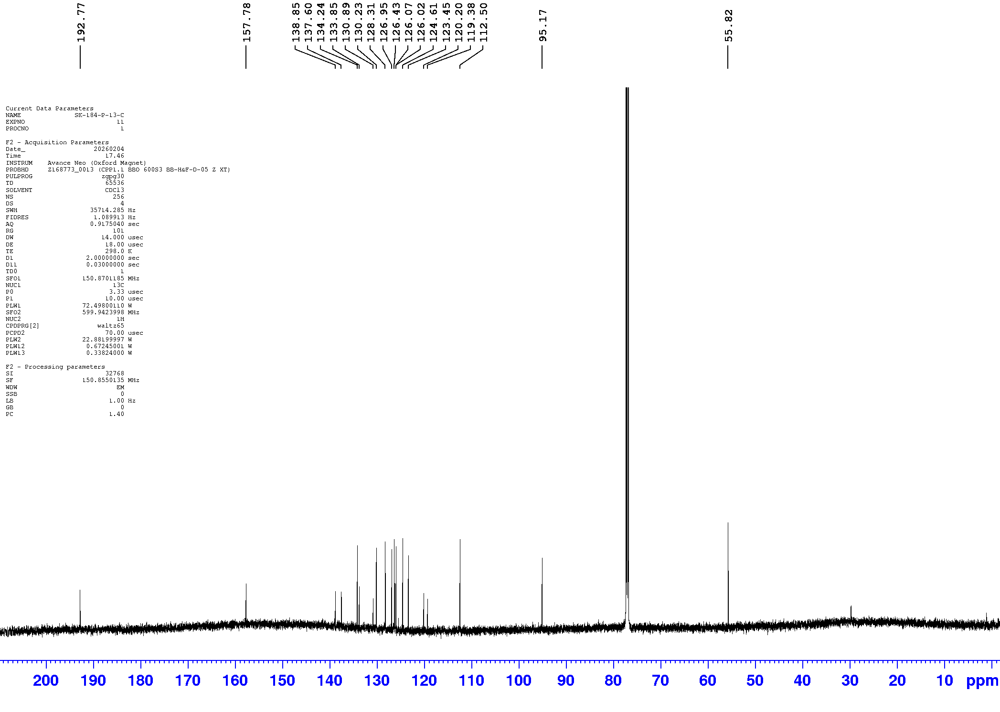 192.77
157.78
138.85
137.60
134.24
133.85
130.89
130.23
128.31
126.95
126.43
126.07
126.02
124.61
123.45
120.20
119.38
112.50
95.17
55.82
Current Data Parameters
NAME SK-184-P-13-C
EXPNO 11
PROCNO 1
F2 - Acquisition Parameters
Date_ 20260204
Time 17.46
INSTRUM Avance Neo (Oxford Magnet)
PROBHD Z168773_0013 (CPP1.1 BBO 600S3 BB-H&F-D-05 Z XT)
PULPROG zgpg30
TD 65536
SOLVENT CDCl3
NS 256
DS 4
SWH 35714.285 Hz
FIDRES 1.089913 Hz
AQ 0.9175040 sec
RG 101
DW 14.000 usec
DE 18.00 usec
TE 298.0 K
D1 2.00000000 sec
D11 0.03000000 sec
TD0 1
SFO1 150.8701185 MHz
NUC1 13C
P0 3.33 usec
P1 10.00 usec
PLW1 72.49800110 W
SFO2 599.9423998 MHz
NUC2 1H
CPDPRG[2] waltz65
PCPD2 70.00 usec
PLW2 22.88199997 W
PLW12 0.67245001 W
PLW13 0.33824000 W
F2 - Processing parameters
SI 32768
SF 150.8550135 MHz
WDW EM
SSB 0
LB 1.00 Hz
GB 0
PC 1.40
200 190 180 170 160 150 140 130 120 110 100 90 80 70 60 50 40 30 20 10 ppm